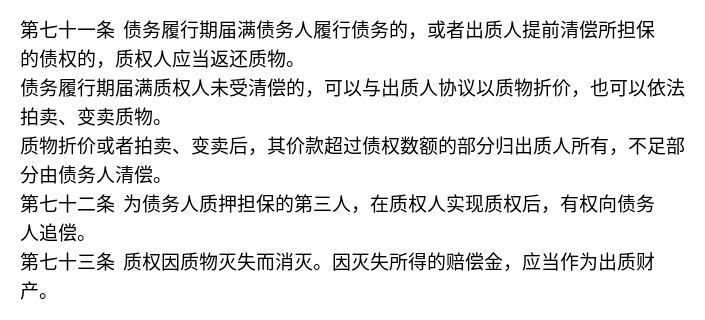 第七十一条 债务履行期届满债务人履行债务的，或者出质人提前清偿所担保
的债权的，质权人应当返还质物。
债务履行期届满质权人未受清偿的，可以与出质人协议以质物折价，也可以依法
拍卖、变卖质物。
质物折价或者拍卖、变卖后，其价款超过债权数额的部分归出质人所有，不足部
分由债务人清偿。
第七十二条 为债务人质押担保的第三人，在质权人实现质权后，有权向债务
人追偿。
第七十三条 质权因质物灭失而消灭。因灭失所得的赔偿金，应当作为出质财
产。